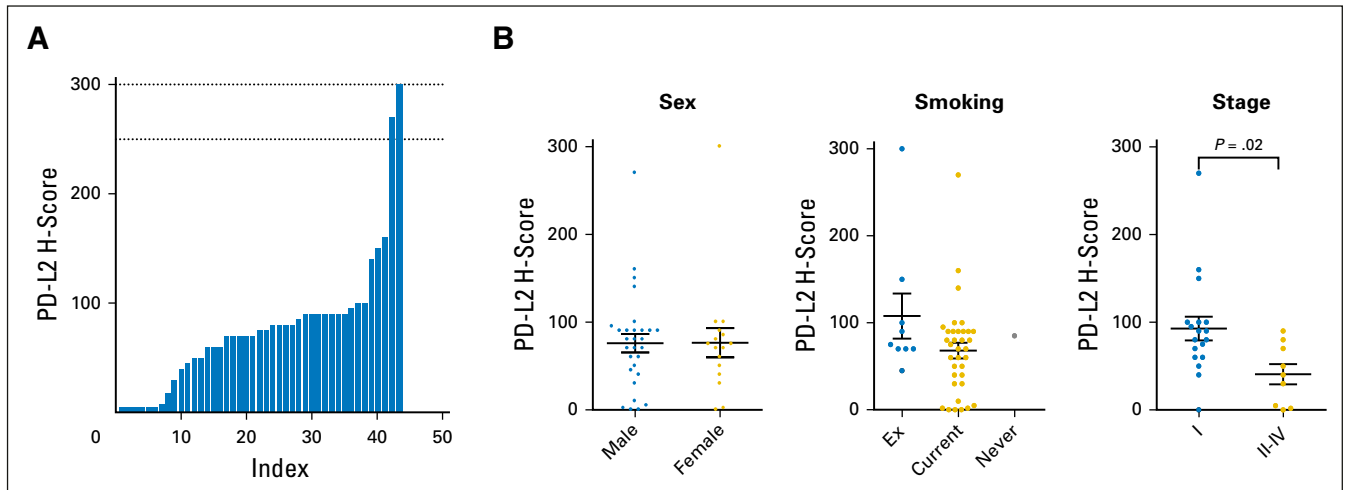 A
B
300
200
100
0
10
20
30
40
50
PD-L2 H-Score
Index
Sex
300
200
100
0
PD-L2 H-Score
Male
Female
Smoking
300
200
100
0
PD-L2 H-Score
Ex
Current
Never
Stage
P = .02
300
200
100
0
PD-L2 H-Score
I
II-IV